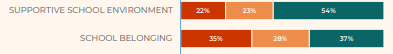 SUPPORTIVE SCHOOL ENVIRONMENT 22% 23% 54%
SCHOOL BELONGING 35% 28% 37%